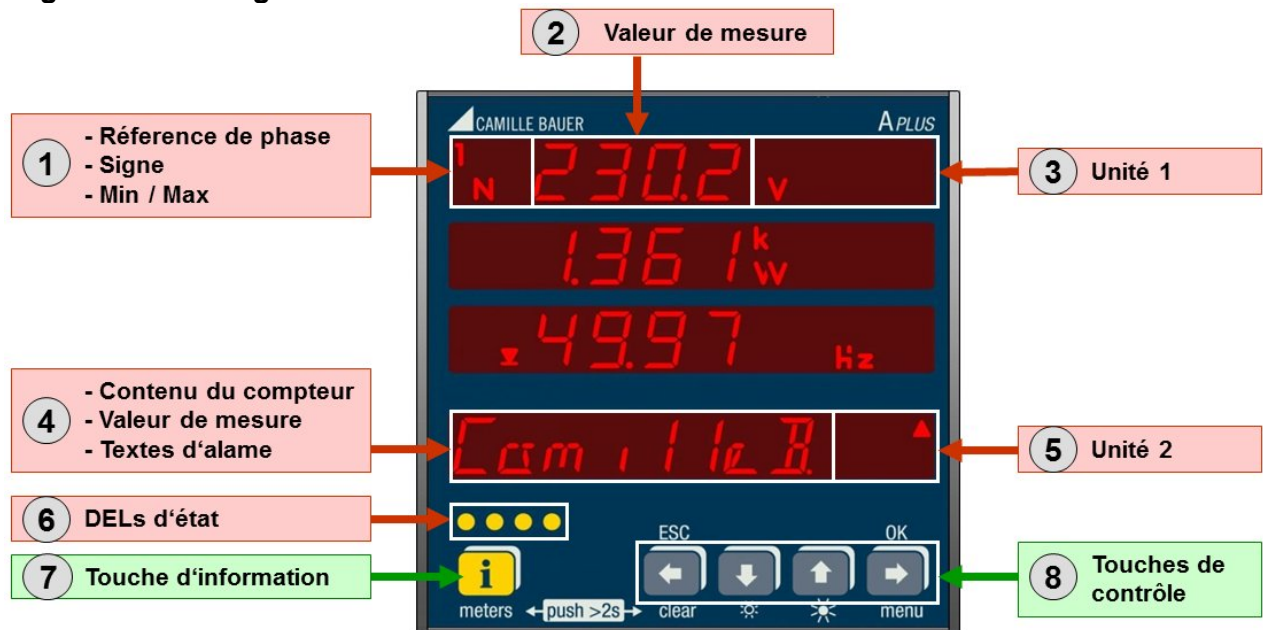 2 Valeur de mesure
CAMILLE BAUER APLUS
1 - Réference de phase
- Signe
- Min / Max
1 N 230.2 V
3 Unité 1
1.361 k W
49.97 Hz
4 - Contenu du compteur
- Valeur de mesure
- Textes d‘alame
CamilleB.
5 Unité 2
6 DELs d‘état
ESC OK
7 Touche d‘information
i
8 Touches de
contrôle
meters push >2s clear menu